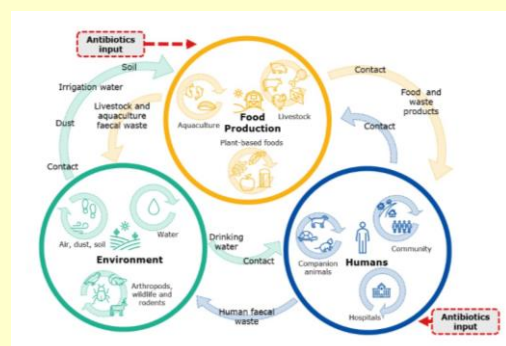 Antibiotics
input
Soil
Irrigation water
Dust
Contact
Livestock and
aquaculture
faecal waste
Aquaculture
Livestock
Food
Production
Plant-based foods
Contact
Food and
waste
products
Contact
Air, dust, soil
Water
Environment
Arthropods,
wildlife and
rodents
Drinking
water
Contact
Human faecal
waste
Companion
animals
Community
Humans
Hospitals
Antibiotics
input